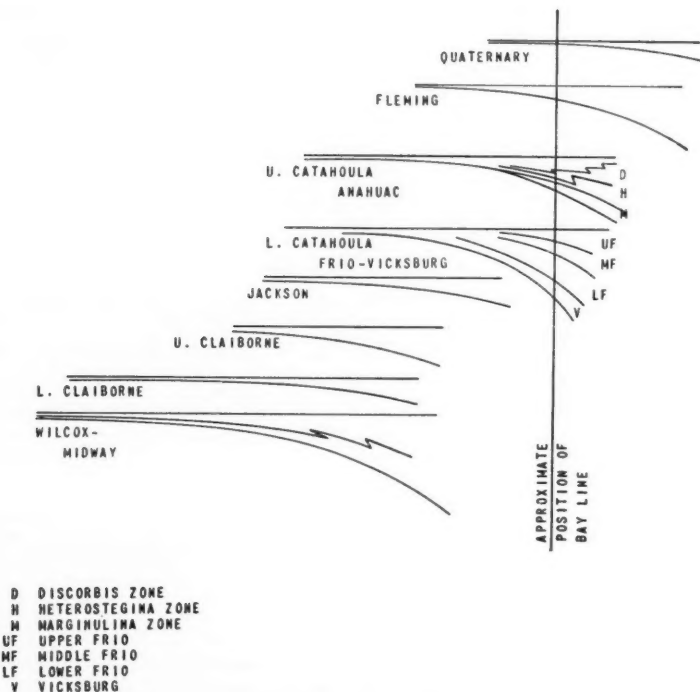 QUATERNARY
FLEMING
U. CATAHOULA
ANAHUAC
D
H
M
L. CATAHOULA
FRIO-VICKSBURG
UF
MF
LF
V
JACKSON
U. CLAIBORNE
L. CLAIBORNE
WILCOX-
MIDWAY
APPROXIMATE
POSITION OF
BAY LINE
D DISCORBIS ZONE
H HETEROSTEGINA ZONE
M MARGINULINA ZONE
UF UPPER FRIO
MF MIDDLE FRIO
LF LOWER FRIO
V VICKSBURG